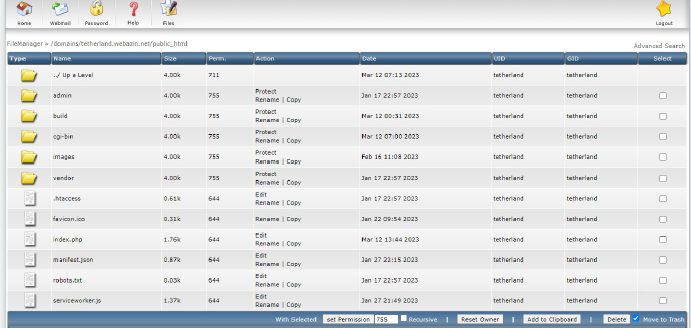 Home Webmail Password Help Files Logout
FileManager » /domains/tetherland.webazin.net/public_html
Advanced Search
Type Name Size Perm. Action Date UID GID Select
../ Up a Level 4.00k 711 Mar 12 07:13 2023 tetherland tetherland
admin 4.00k 755 Protect Jan 17 22:57 2023 tetherland tetherland
Rename | Copy
build 4.00k 755 Protect Mar 12 00:31 2023 tetherland tetherland
Rename | Copy
cgi-bin 4.00k 755 Protect Mar 12 07:00 2023 tetherland tetherland
Rename | Copy
images 4.00k 755 Protect Feb 16 11:08 2023 tetherland tetherland
Rename | Copy
vendor 4.00k 755 Protect Jan 17 22:57 2023 tetherland tetherland
Rename | Copy
.htaccess 0.61k 644 Edit Jan 17 22:57 2023 tetherland tetherland
Rename | Copy
favicon.ico 0.31k 644 Rename | Copy Jan 22 09:54 2023 tetherland tetherland
index.php 1.76k 644 Edit Mar 12 13:44 2023 tetherland tetherland
Rename | Copy
manifest.json 0.87k 644 Edit Jan 27 22:15 2023 tetherland tetherland
Rename | Copy
robots.txt 0.03k 644 Edit Jan 17 22:57 2023 tetherland tetherland
Rename | Copy
serviceworker.js 1.37k 644 Edit Jan 27 21:49 2023 tetherland tetherland
Rename | Copy
With Selected set Permission 755 Recursive | Reset Owner | Add to Clipboard | Delete Move to Trash